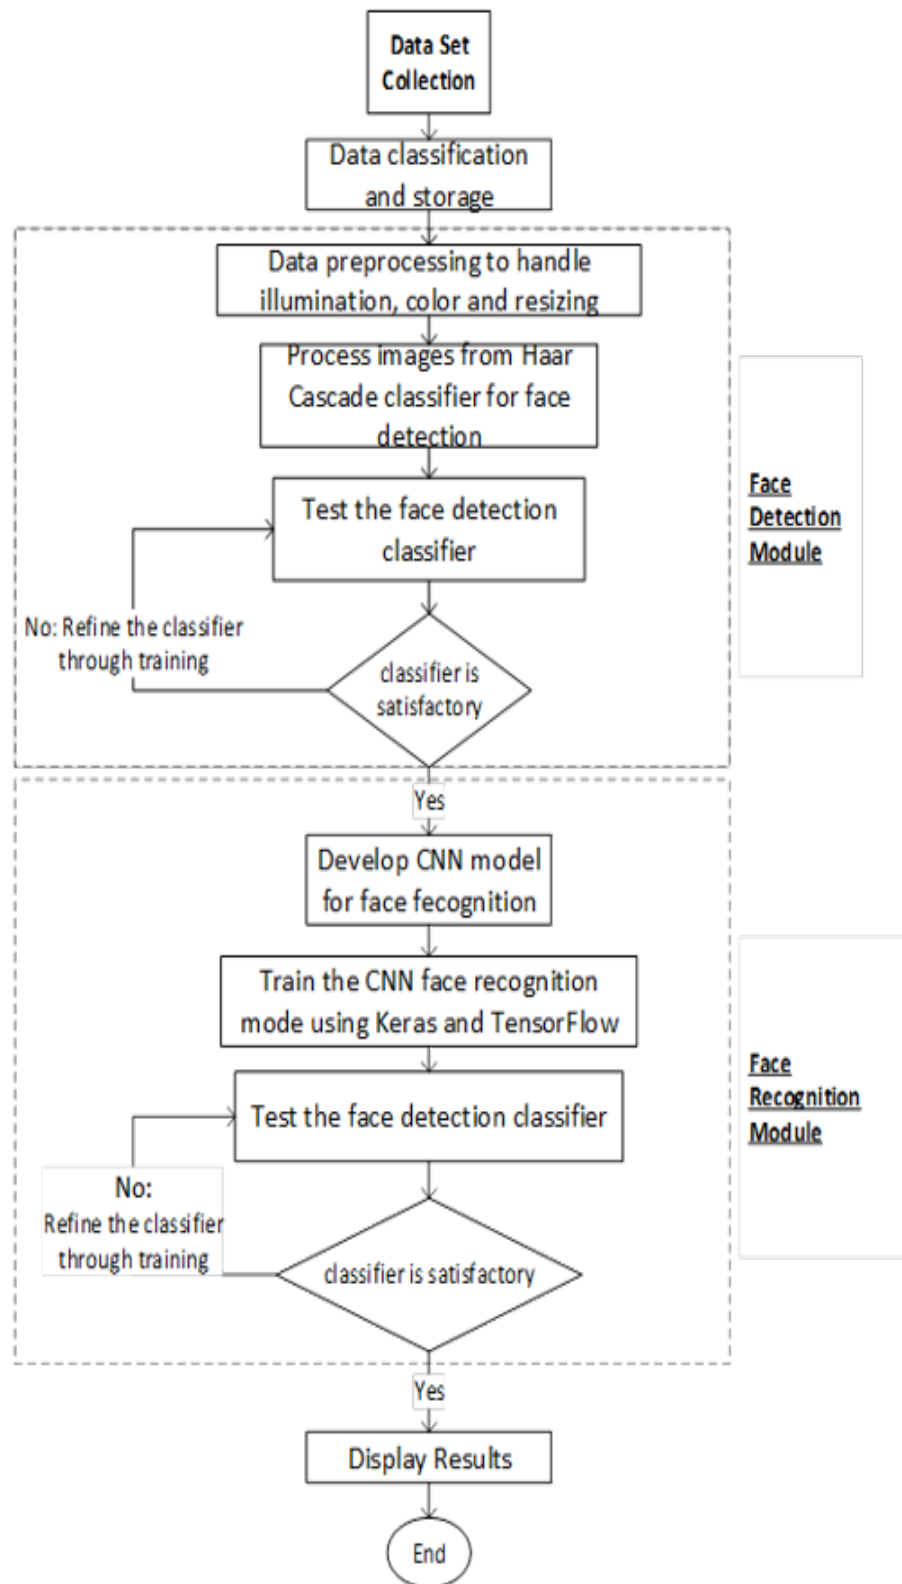 Data Set
Collection
Data classification
and storage
Data preprocessing to handle
illumination, color and resizing
Process images from Haar
Cascade classifier for face
detection
Face
Detection
Module
Test the face detection
classifier
No: Refine the classifier
through training
classifier is
satisfactory
Yes
Develop CNN model
for face fecognition
Train the CNN face recognition
mode using Keras and TensorFlow
Face
Recognition
Module
Test the face detection classifier
No:
Refine the classifier
through training
classifier is satisfactory
Yes
Display Results
End